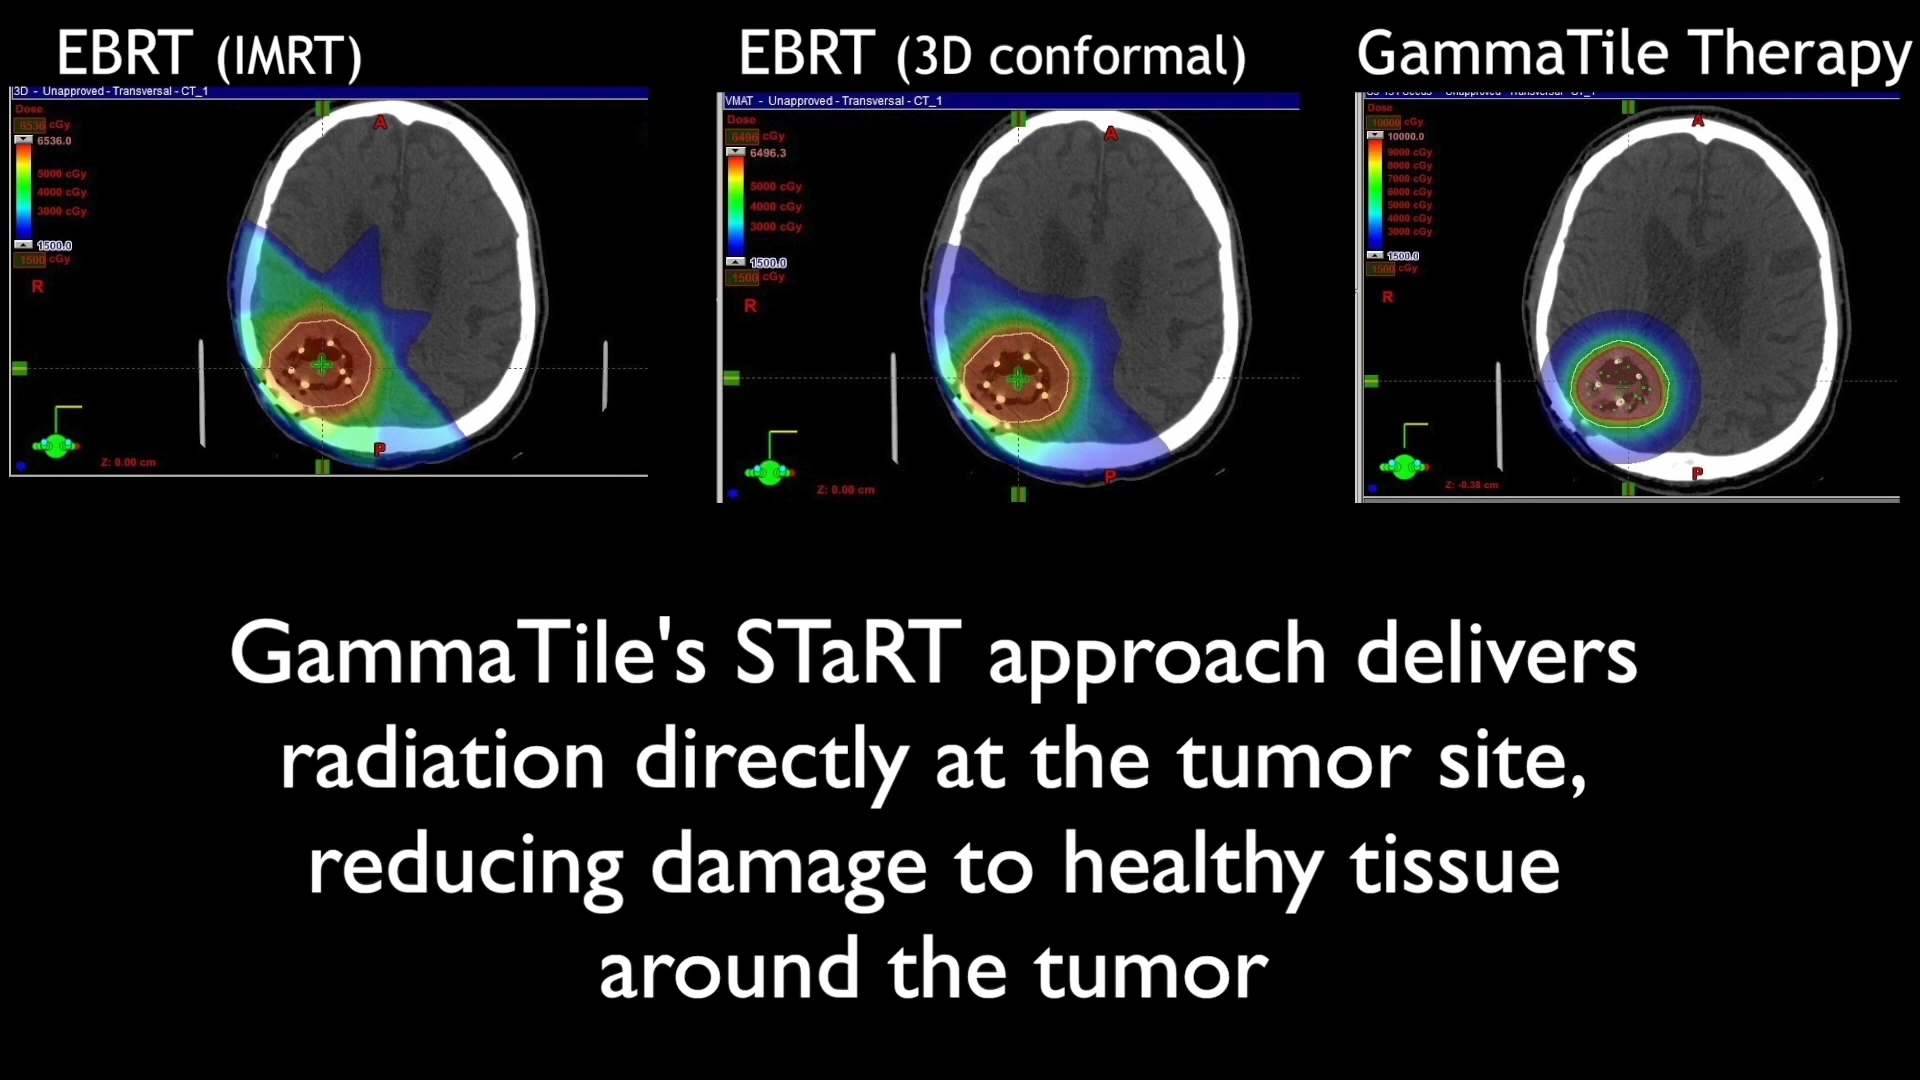 EBRT (IMRT)
EBRT (3D conformal)
GammaTile Therapy
3D - Unapproved - Transversal - CT_1
Dose
6536 cGy
6536.0
5000 cGy
4000 cGy
3000 cGy
1500.0
1500 cGy
R
A
P
Z: 0.00 cm
VMAT - Unapproved - Transversal - CT_1
Dose
6496 cGy
6496.3
5000 cGy
4000 cGy
3000 cGy
1500.0
1500 cGy
R
A
P
Z: 0.00 cm
Unapproved - Transversal - CT_1
Dose
10000 cGy
10000.0
9000 cGy
8000 cGy
7000 cGy
6000 cGy
5000 cGy
4000 cGy
3000 cGy
1500.0
1500 cGy
R
A
P
Z: -0.38 cm
GammaTile's STaRT approach delivers
radiation directly at the tumor site,
reducing damage to healthy tissue
around the tumor